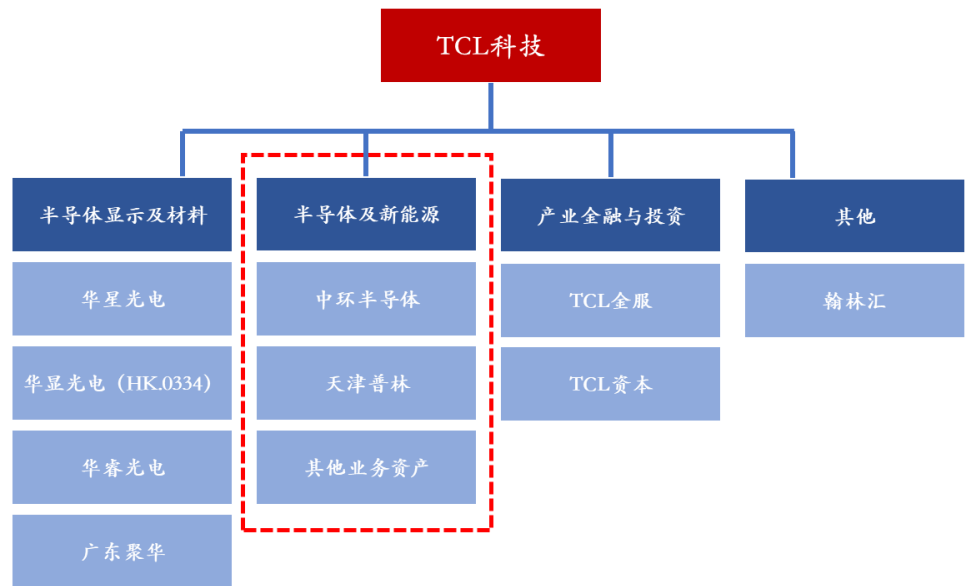 TCL科技
半导体显示及材料
华星光电
华显光电（HK.0334）
华睿光电
广东聚华
半导体及新能源
中环半导体
天津普林
其他业务资产
产业金融与投资
TCL金服
TCL资本
其他
翰林汇